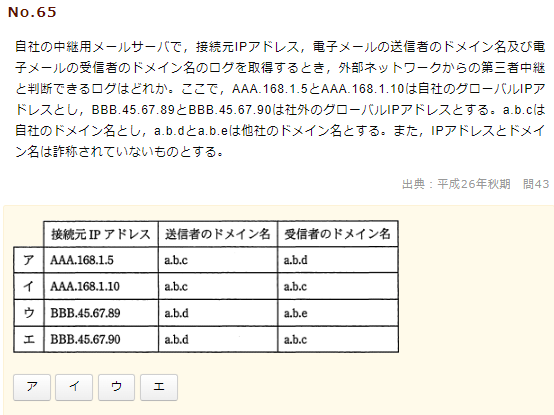 No.65
自社の中継用メールサーバで，接続元IPアドレス，電子メールの送信者のドメイン名及び電
子メールの受信者のドメイン名のログを取得するとき，外部ネットワークからの第三者中継
と判断できるログはどれか。ここで，AAA.168.1.5とAAA.168.1.10は自社のグローバルIPア
ドレスとし，BBB.45.67.89とBBB.45.67.90は社外のグローバルIPアドレスとする。a.b.cは
自社のドメイン名とし，a.b.dとa.b.eは他社のドメイン名とする。また，IPアドレスとドメイ
ン名は詐称されていないものとする。
出典：平成26年秋期　問43
接続元 IP アドレス 送信者のドメイン名 受信者のドメイン名
ア AAA.168.1.5 a.b.c a.b.d
イ AAA.168.1.10 a.b.c a.b.c
ウ BBB.45.67.89 a.b.d a.b.e
エ BBB.45.67.90 a.b.d a.b.c
ア イ ウ エ